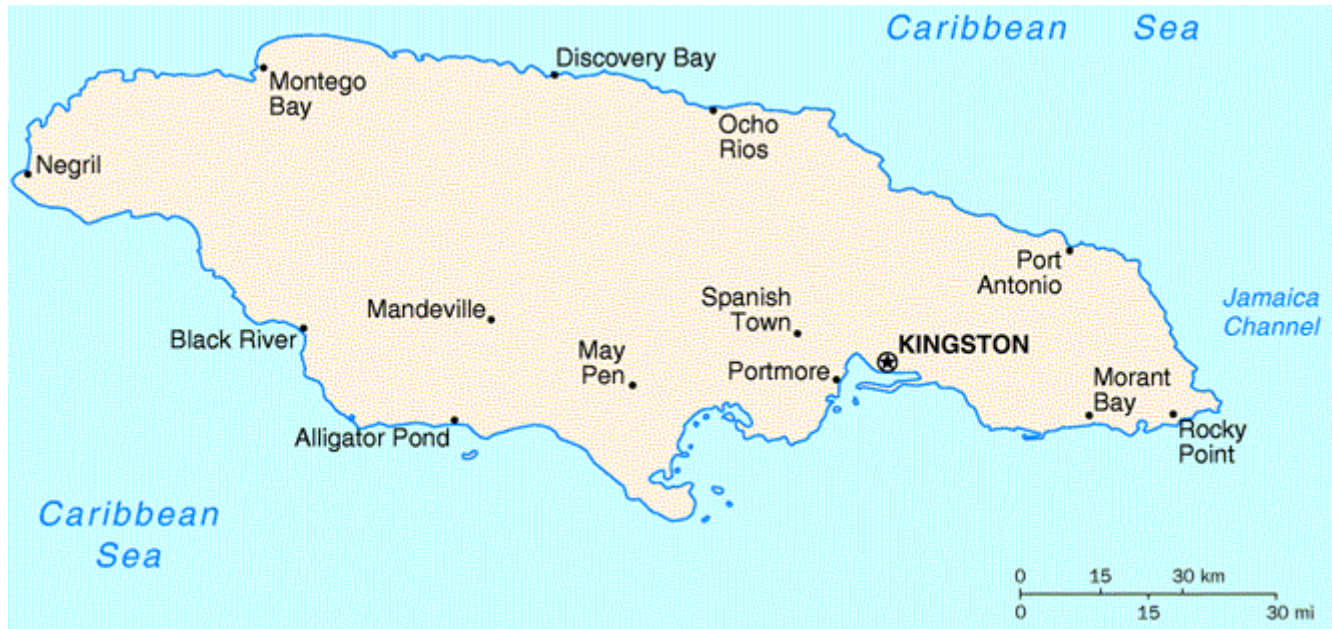 Caribbean Sea
Discovery Bay
Montego
Bay
Ocho
Rios
Negril
Port
Antonio
Jamaica
Channel
Spanish
Town
Mandeville
Black River
KINGSTON
May
Pen
Portmore
Morant
Bay
Alligator Pond
Rocky
Point
Caribbean
Sea
0 15 30 km
0 15 30 mi